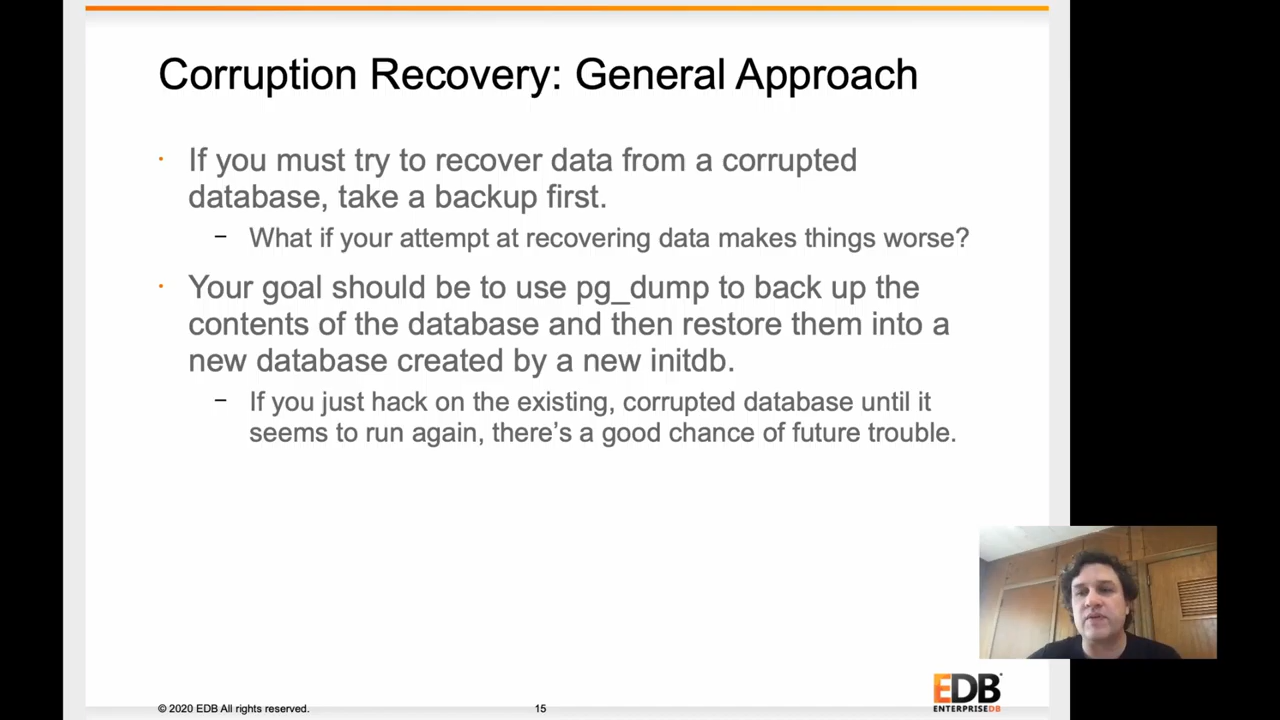 Corruption Recovery: General Approach
· If you must try to recover data from a corrupted
database, take a backup first.
– What if your attempt at recovering data makes things worse?
· Your goal should be to use pg_dump to back up the
contents of the database and then restore them into a
new database created by a new initdb.
– If you just hack on the existing, corrupted database until it
seems to run again, there’s a good chance of future trouble.
EDB
ENTERPRISEDB
© 2020 EDB All rights reserved.
15